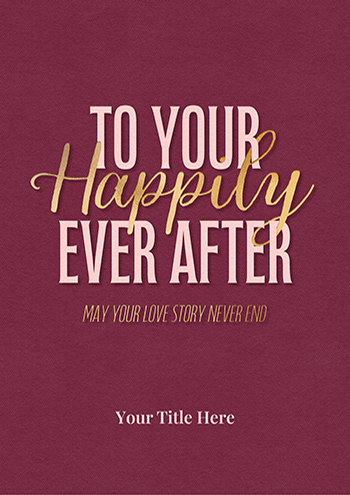 TO YOUR
Happily
EVER AFTER
MAY YOUR LOVE STORY NEVER END
Your Title Here